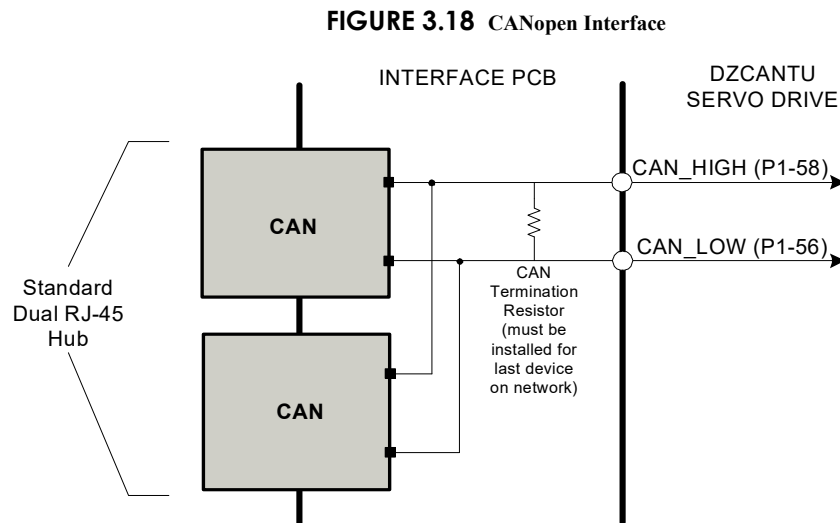 FIGURE 3.18 CANopen Interface
INTERFACE PCB
DZCANTU
SERVO DRIVE
CAN
CAN_HIGH (P1-58)
CAN_LOW (P1-56)
Standard
Dual RJ-45
Hub
CAN
Termination
Resistor
(must be
installed for
last device
on network)
CAN